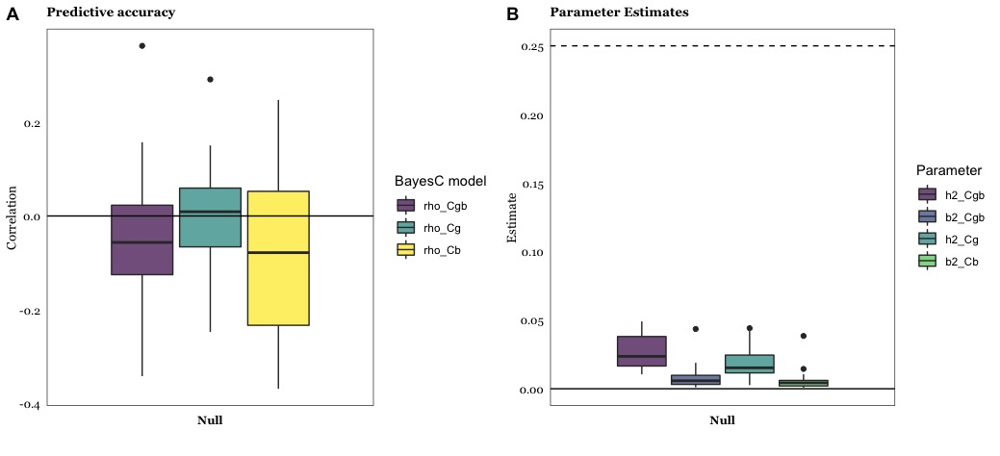 A
Predictive accuracy
Correlation
0.2
0.0
-0.2
-0.4
Null
BayesC model
rho_Cgb
rho_Cg
rho_Cb
B
Parameter Estimates
Estimate
0.25
0.20
0.15
0.10
0.05
0.00
Null
Parameter
h2_Cgb
b2_Cgb
h2_Cg
b2_Cb